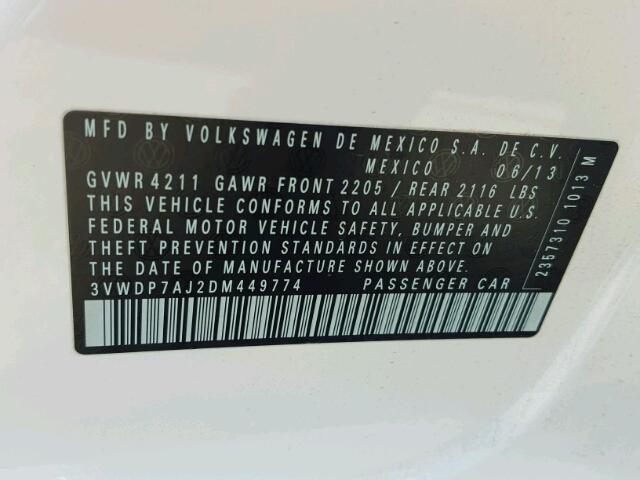 MFD BY VOLKSWAGEN DE MEXICO S.A. DE C.V.
MEXICO 06/13
GVWR 4211 GAWR FRONT 2205 / REAR 2116 LBS
THIS VEHICLE CONFORMS TO ALL APPLICABLE U.S.
FEDERAL MOTOR VEHICLE SAFETY, BUMPER AND
THEFT PREVENTION STANDARDS IN EFFECT ON
THE DATE OF MANUFACTURE SHOWN ABOVE.
3VWDP7AJ2DM449774 PASSENGER CAR
2357310 1013 M